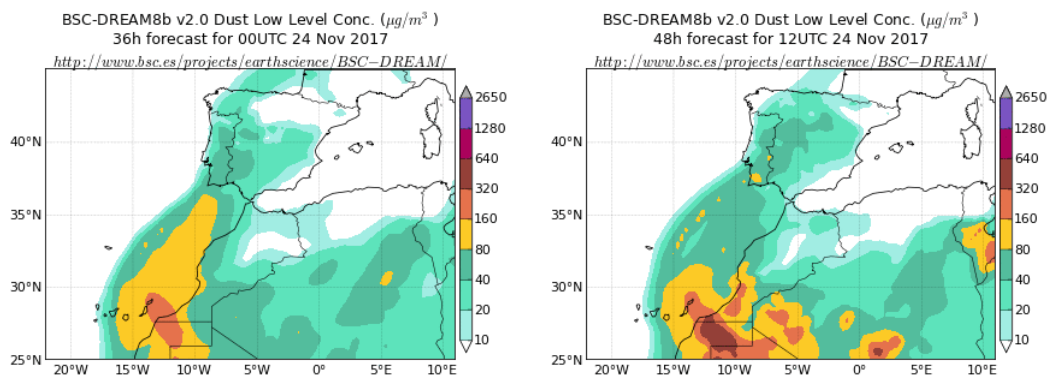 BSC-DREAM8b v2.0 Dust Low Level Conc. (μg/m³ )
36h forecast for 00UTC 24 Nov 2017
http://www.bsc.es/projects/earthscience/BSC−DREAM/
40°N
35°N
30°N
25°N
20°W 15°W 10°W 5°W 0°E 5°E 10°E
2650
1280
640
320
160
80
40
20
10
BSC-DREAM8b v2.0 Dust Low Level Conc. (μg/m³ )
48h forecast for 12UTC 24 Nov 2017
http://www.bsc.es/projects/earthscience/BSC−DREAM/
40°N
35°N
30°N
25°N
20°W 15°W 10°W 5°W 0°E 5°E 10°E
2650
1280
640
320
160
80
40
20
10